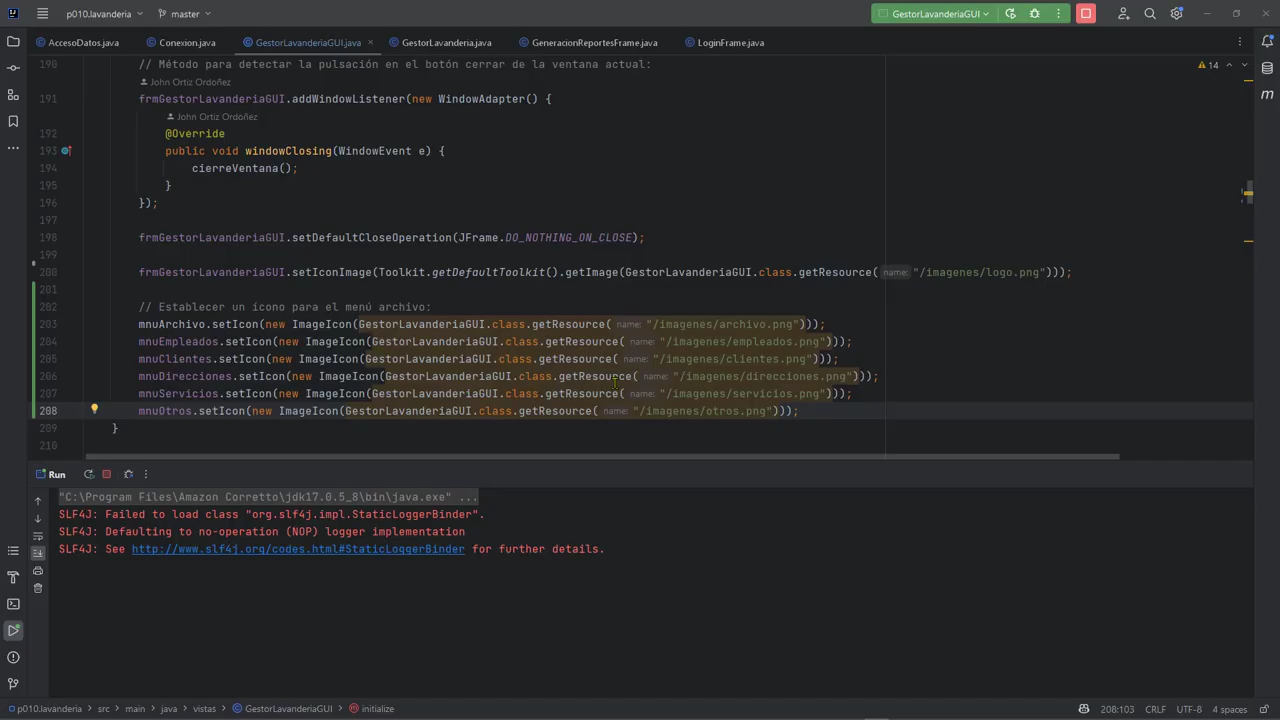 p010.lavanderia
master
GestorLavanderiaGUI
AccesoDatos.java
Conexion.java
GestorLavanderiaGUI.java
GestorLavanderia.java
GeneracionReportesFrame.java
LoginFrame.java
14
190 // Método para detectar la pulsación en el botón cerrar de la ventana actual:
John Ortiz Ordoñez
191 frmGestorLavanderiaGUI.addWindowListener(new WindowAdapter() {
John Ortiz Ordoñez
192 @Override
193 public void windowClosing(WindowEvent e) {
194 cierreVentana();
195 }
196 });
197
198 frmGestorLavanderiaGUI.setDefaultCloseOperation(JFrame.DO_NOTHING_ON_CLOSE);
199
200 frmGestorLavanderiaGUI.setIconImage(Toolkit.getDefaultToolkit().getImage(GestorLavanderiaGUI.class.getResource( name: "/imagenes/logo.png")));
201
202 // Establecer un ícono para el menú archivo:
203 mnuArchivo.setIcon(new ImageIcon(GestorLavanderiaGUI.class.getResource( name: "/imagenes/archivo.png")));
204 mnuEmpleados.setIcon(new ImageIcon(GestorLavanderiaGUI.class.getResource( name: "/imagenes/empleados.png")));
205 mnuClientes.setIcon(new ImageIcon(GestorLavanderiaGUI.class.getResource( name: "/imagenes/clientes.png")));
206 mnuDirecciones.setIcon(new ImageIcon(GestorLavanderiaGUI.class.getResource( name: "/imagenes/direcciones.png")));
207 mnuServicios.setIcon(new ImageIcon(GestorLavanderiaGUI.class.getResource( name: "/imagenes/servicios.png")));
208 mnuOtros.setIcon(new ImageIcon(GestorLavanderiaGUI.class.getResource( name: "/imagenes/otros.png")));
209 }
210
Run
"C:\Program Files\Amazon Corretto\jdk17.0.5_8\bin\java.exe" ...
SLF4J: Failed to load class "org.slf4j.impl.StaticLoggerBinder".
SLF4J: Defaulting to no-operation (NOP) logger implementation
SLF4J: See http://www.slf4j.org/codes.html#StaticLoggerBinder for further details.
p010.lavanderia > src > main > java > vistas > GestorLavanderiaGUI > initialize
208:103 CRLF UTF-8 4 spaces